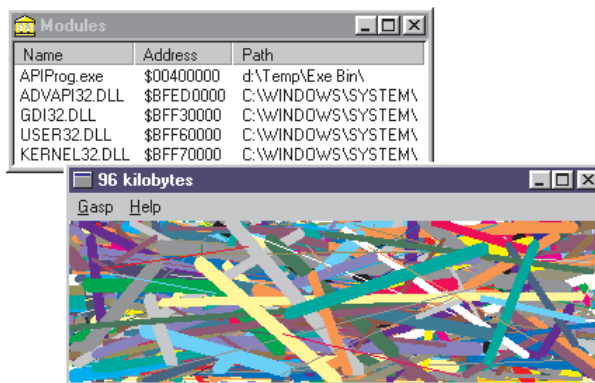 Modules
Name Address Path
APIProg.exe $00400000 d:\Temp\Exe Bin\
ADVAPI32.DLL $BFED0000 C:\WINDOWS\SYSTEM\
GDI32.DLL $BFF30000 C:\WINDOWS\SYSTEM\
USER32.DLL $BFF60000 C:\WINDOWS\SYSTEM\
KERNEL32.DLL $BFF70000 C:\WINDOWS\SYSTEM\
96 kilobytes
Gasp Help